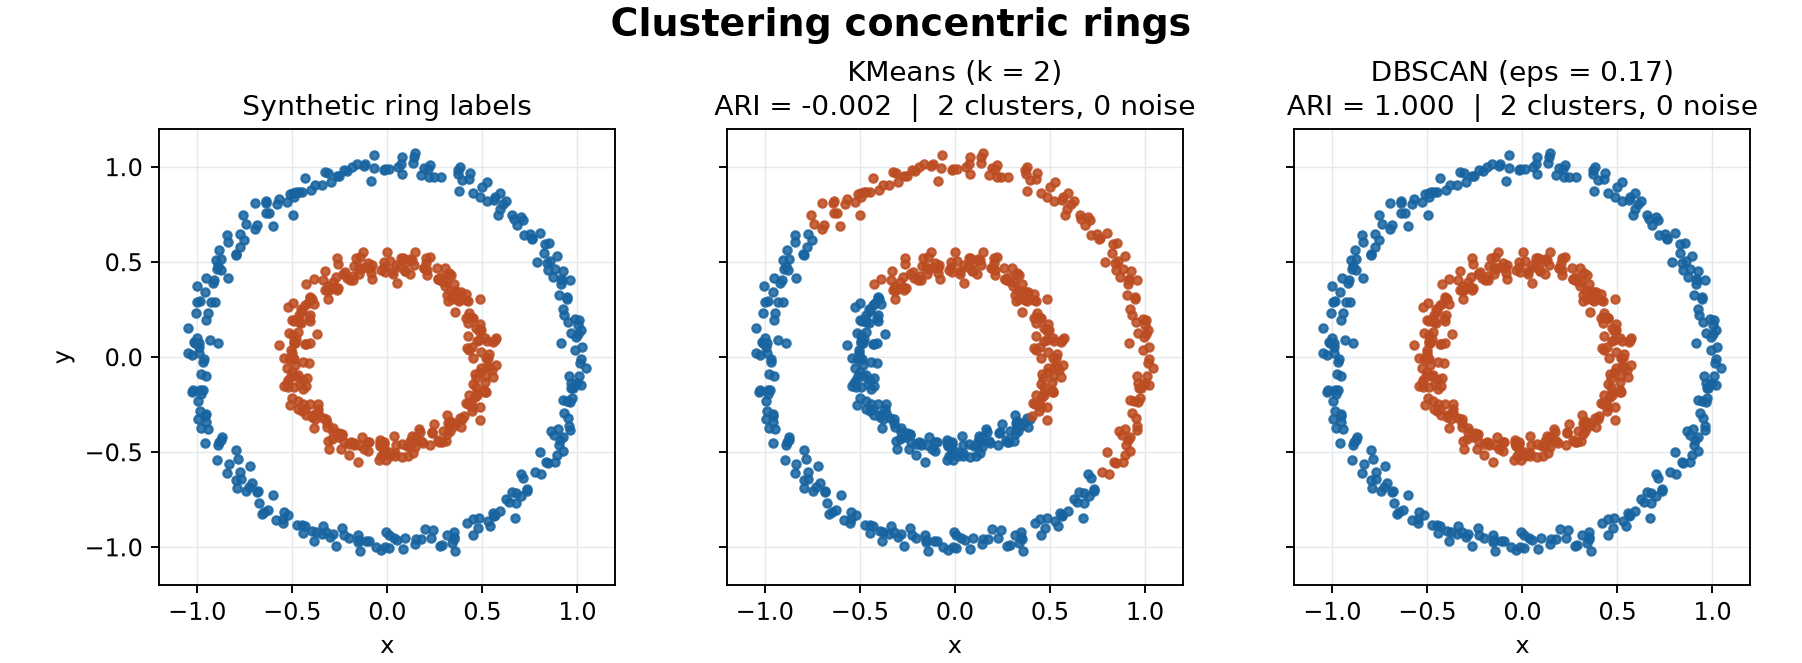 Clustering concentric rings
Synthetic ring labels
KMeans (k = 2)
ARI = -0.002 | 2 clusters, 0 noise
DBSCAN (eps = 0.17)
ARI = 1.000 | 2 clusters, 0 noise
y
1.0
0.5
0.0
−0.5
−1.0
−1.0 −0.5 0.0 0.5 1.0
x
−1.0 −0.5 0.0 0.5 1.0
x
−1.0 −0.5 0.0 0.5 1.0
x